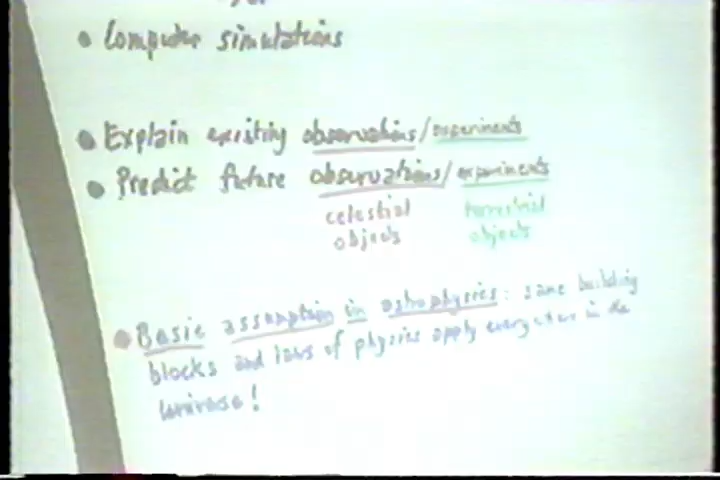 • Computer simulations
• Explain existing observations/experiments
• Predict future observations/experiments
celestial terrestrial
objects objects
• Basic assumption in astrophysics: same building
blocks and laws of physics apply everywhere in the
universe!